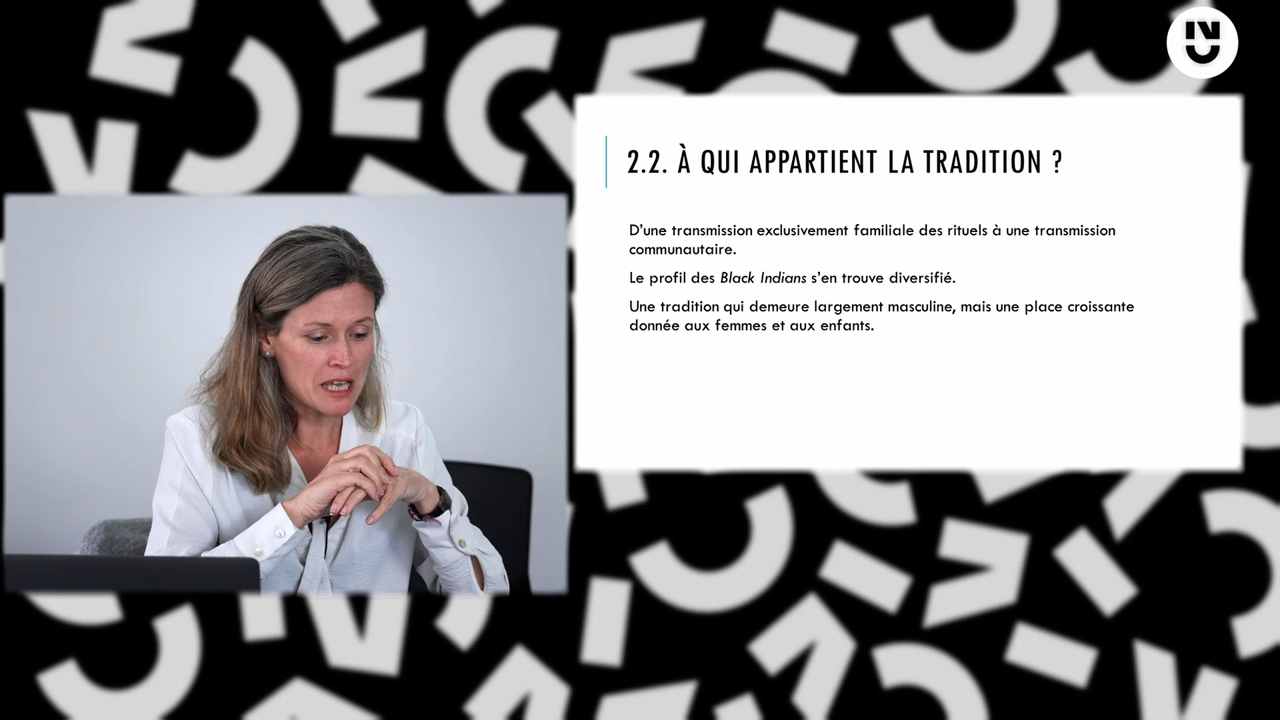 2.2. À QUI APPARTIENT LA TRADITION ?
D'une transmission exclusivement familiale des rituels à une transmission
communautaire.
Le profil des Black Indians s'en trouve diversifié.
Une tradition qui demeure largement masculine, mais une place croissante
donnée aux femmes et aux enfants.